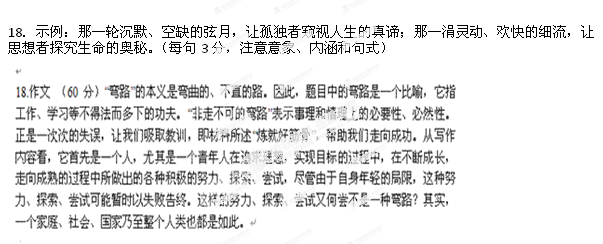 18. 示例：那一轮沉默、空缺的弦月，让孤独者窥视人生的真谛；那一涓灵动、欢快的细流，让
思想者探究生命的奥秘。（每句 3 分，注意意象、内涵和句式）
18.作文 （60 分）“弯路”的本义是弯曲的、不直的路。因此，题目中的弯路是一个比喻，它指
工作、学习等不得法而多下的功夫。“非走不可的弯路”表示事理和情理上的必要性、必然性。
正是一次次的失误，让我们吸取教训，即材料所述“炼就好筋骨”，帮助我们走向成功。从写作
内容看，它首先是一个人，尤其是一个青年人在追求理想，实现目标的过程中，在不断成长，
走向成熟的过程中所做出的各种积极的努力、探索、尝试，尽管由于自身年轻的局限，这种努
力、探索、尝试可能暂时以失败告终。这样的努力、探索、尝试又何尝不是一种弯路？其实，
一个家庭、社会、国家乃至整个人类也都是如此。